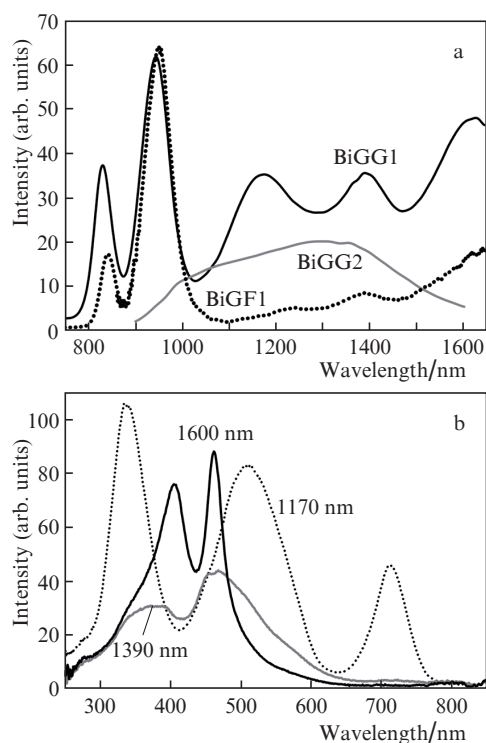 Intensity (arb. units)
a
70
60
50
40
30
20
10
0
BiGG1
BiGG2
BiGF1
800 1000 1200 1400 1600
Wavelength/nm
Intensity (arb. units)
b
100
80
60
40
20
0
1600 nm
1170 nm
1390 nm
300 400 500 600 700 800
Wavelength/nm